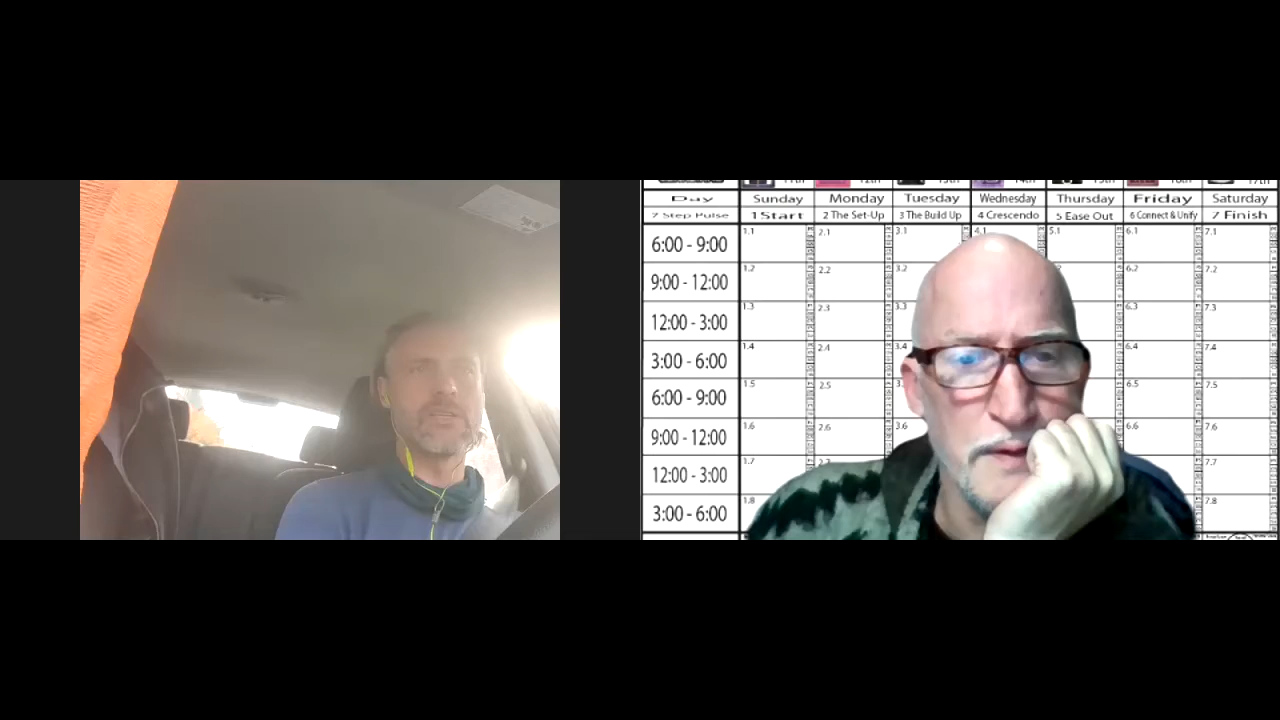 Day Sunday Monday Tuesday Wednesday Thursday Friday Saturday
7 Step Pulse 1 Start 2 The Set-Up 3 The Build Up 4 Crescendo 5 Ease Out 6 Connect & Unify 7 Finish
6:00 - 9:00 1.1 2.1 3.1 4.1 5.1 6.1 7.1
9:00 - 12:00 1.2 2.2 3.2 6.2 7.2
12:00 - 3:00 1.3 2.3 3.3 6.3 7.3
3:00 - 6:00 1.4 2.4 3.4 6.4 7.4
6:00 - 9:00 1.5 2.5 6.5 7.5
9:00 - 12:00 1.6 2.6 3.6 6.6 7.6
12:00 - 3:00 1.7 2.7 7.7
3:00 - 6:00 1.8 7.8